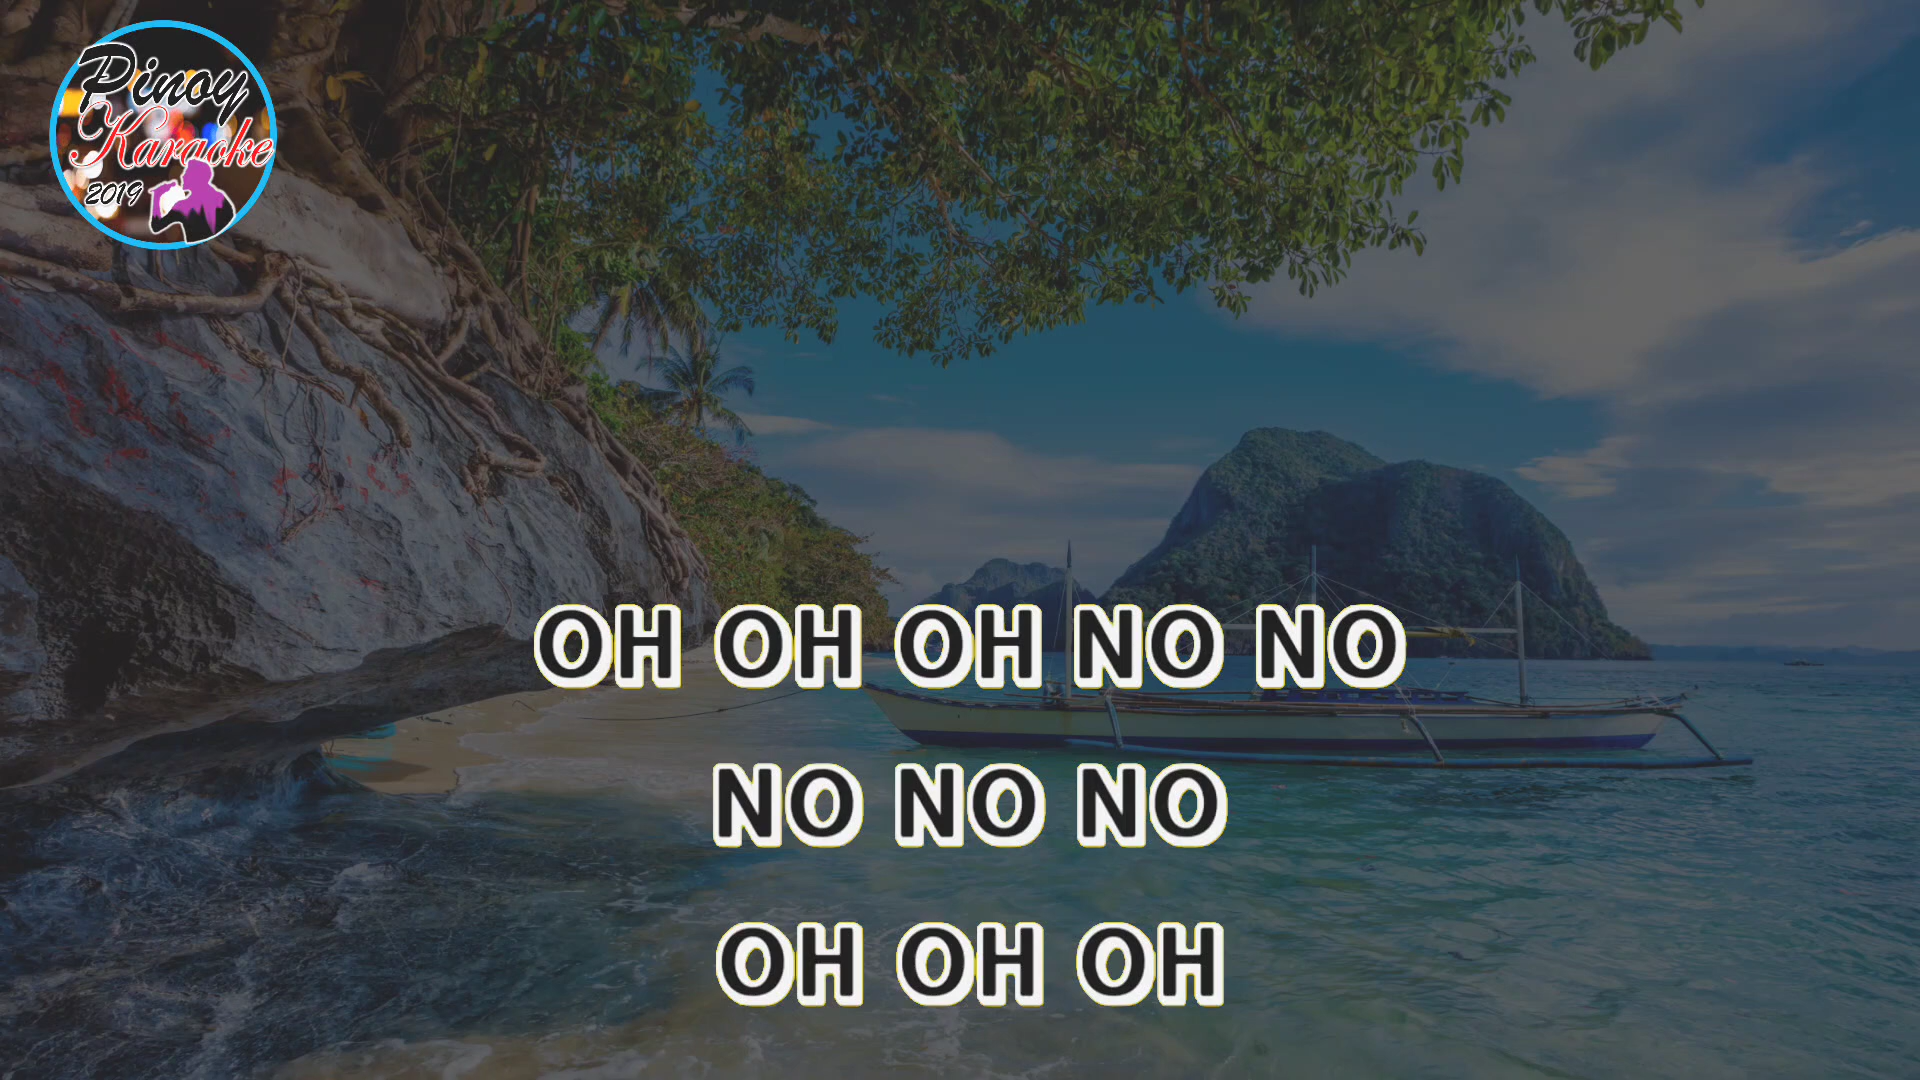 Pinoy
Karaoke
2019
OH OH OH NO NO
NO NO NO
OH OH OH